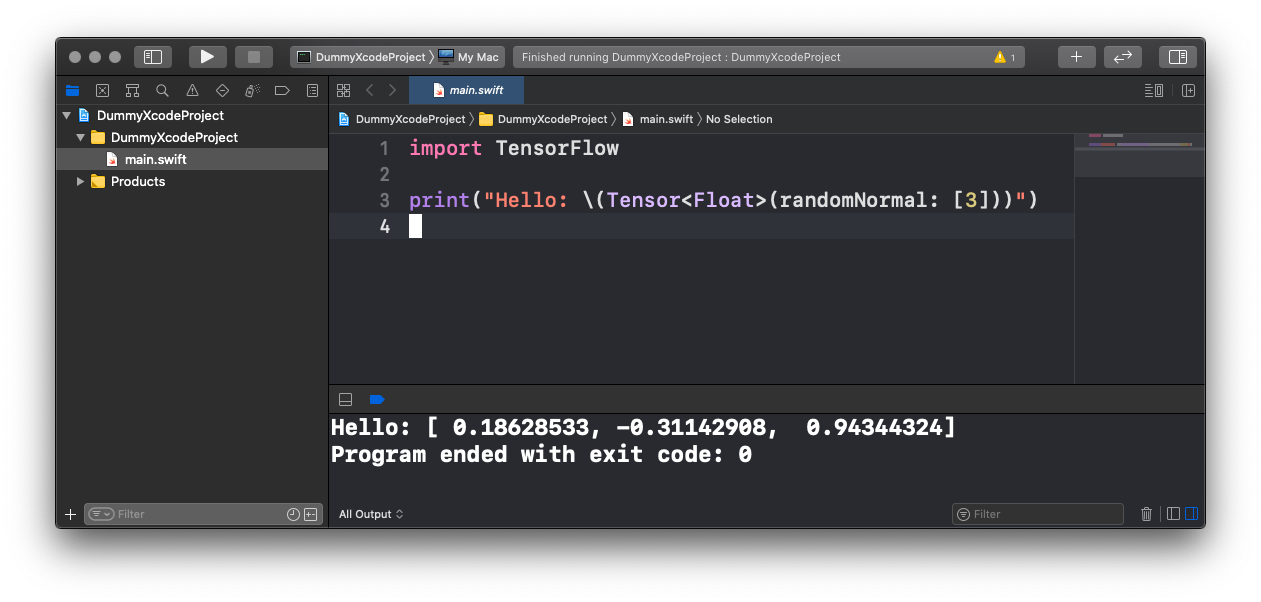 DummyXcodeProject 〉 My Mac
Finished running DummyXcodeProject : DummyXcodeProject
1
main.swift
DummyXcodeProject
DummyXcodeProject
main.swift
Products
DummyXcodeProject 〉 DummyXcodeProject 〉 main.swift 〉 No Selection
1 import TensorFlow
2
3 print("Hello: \(Tensor<Float>(randomNormal: [3]))")
4
Hello: [ 0.18628533, -0.31142908,  0.94344324]
Program ended with exit code: 0
Filter
All Output
Filter